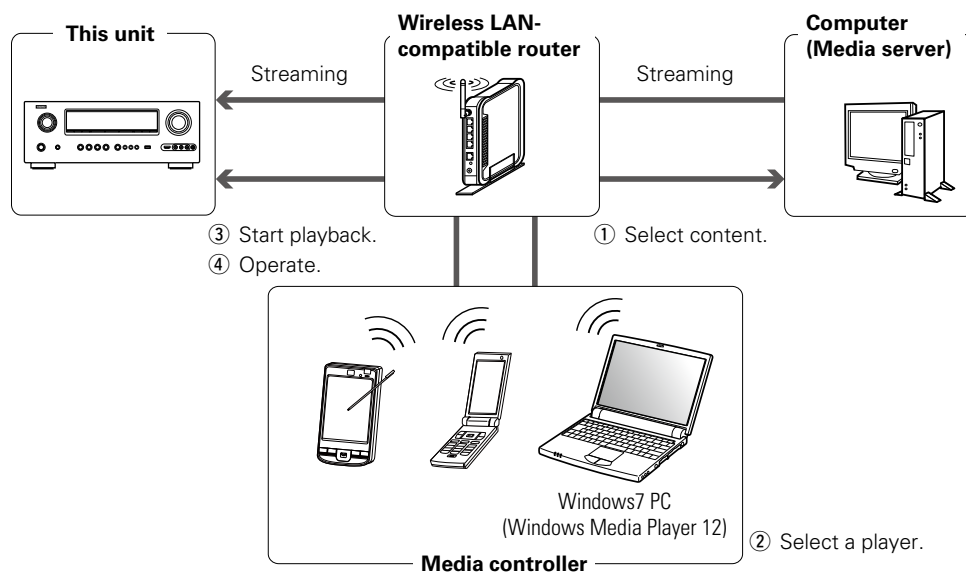 This unit
Wireless LAN-
compatible router
Computer
(Media server)
Streaming
Streaming
③ Start playback.
④ Operate.
① Select content.
Windows7 PC
(Windows Media Player 12)
② Select a player.
Media controller